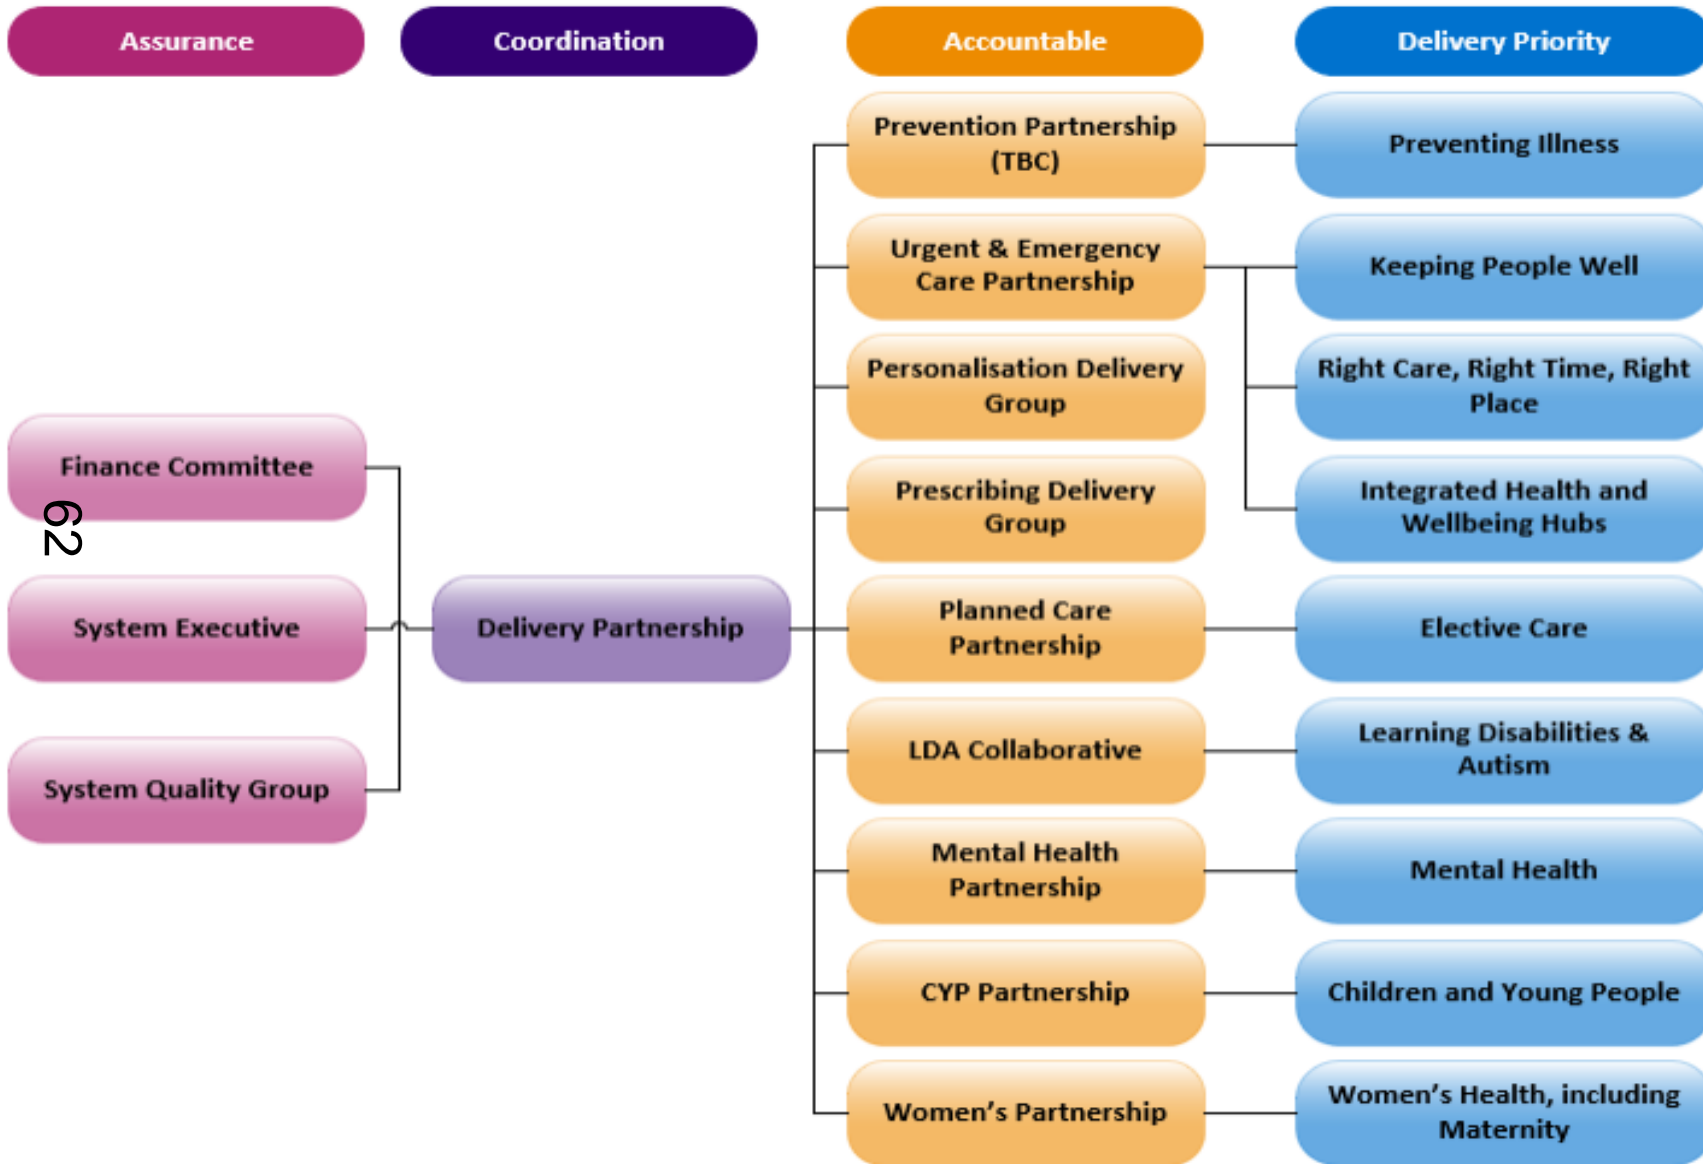 Assurance
Coordination
Accountable
Delivery Priority
Prevention Partnership
(TBC)
Preventing Illness
Urgent & Emergency
Care Partnership
Keeping People Well
Personalisation Delivery
Group
Right Care, Right Time, Right
Place
Finance Committee
62
Prescribing Delivery
Group
Integrated Health and
Wellbeing Hubs
System Executive
Delivery Partnership
Planned Care
Partnership
Elective Care
LDA Collaborative
Learning Disabilities &
Autism
System Quality Group
Mental Health
Partnership
Mental Health
CYP Partnership
Children and Young People
Women’s Partnership
Women’s Health, including
Maternity